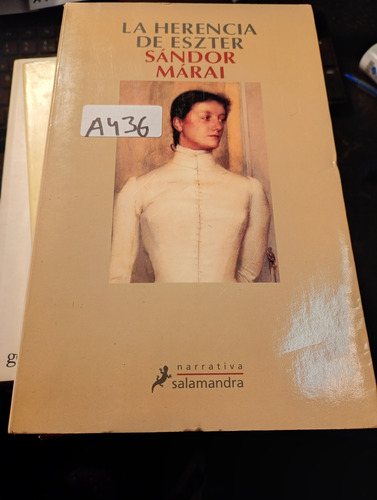 LA HERENCIA
DE ESZTER
SÁNDOR
MÁRAI
A436
narrativa
salamandra